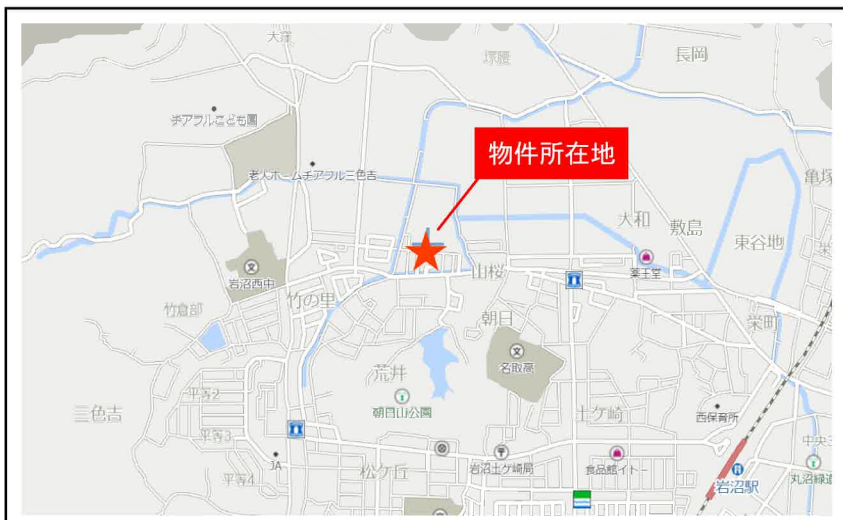 大窪
塚腰
長岡
チアフルこども園
物件所在地
老人ホームチアフル三色吉
亀塚
大和
敷島
東谷地
岩沼西中
薬王堂
山桜
竹の里
竹倉部
朝日
栄町
名取高
荒井
平等2
朝日山公園
三色吉
土ケ崎
西保育所
平等3
中央3
JA
松ケ丘
岩沼土ケ崎局
食品館イトー
平等4
岩沼駅
丸沼緑道